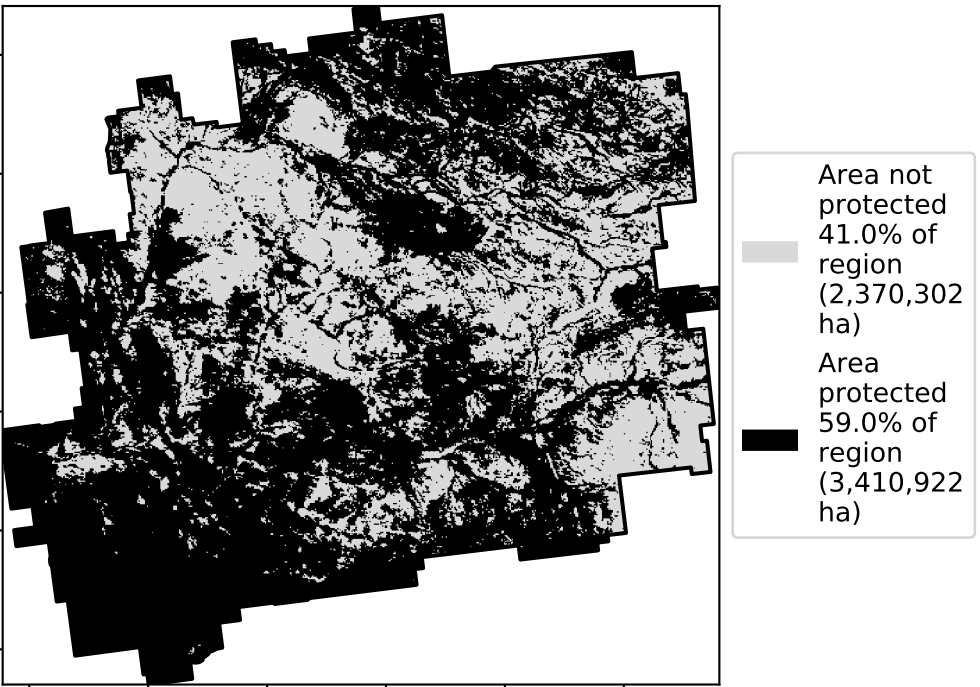 Area not
protected
41.0% of
region
(2,370,302
ha)
Area
protected
59.0% of
region
(3,410,922
ha)